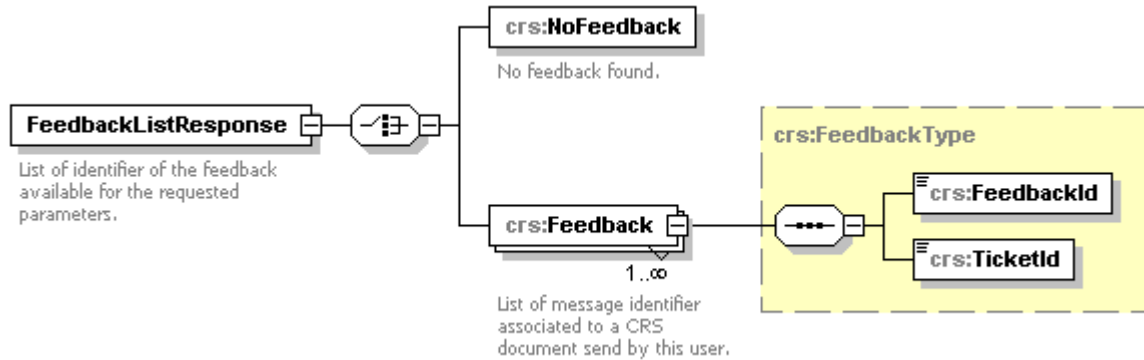 crs:NoFeedback
No feedback found.
FeedbackListResponse
List of identifier of the feedback
available for the requested
parameters.
crs:FeedbackType
crs:FeedbackId
crs:Feedback
crs:TicketId
1..∞
List of message identifier
associated to a CRS
document send by this user.